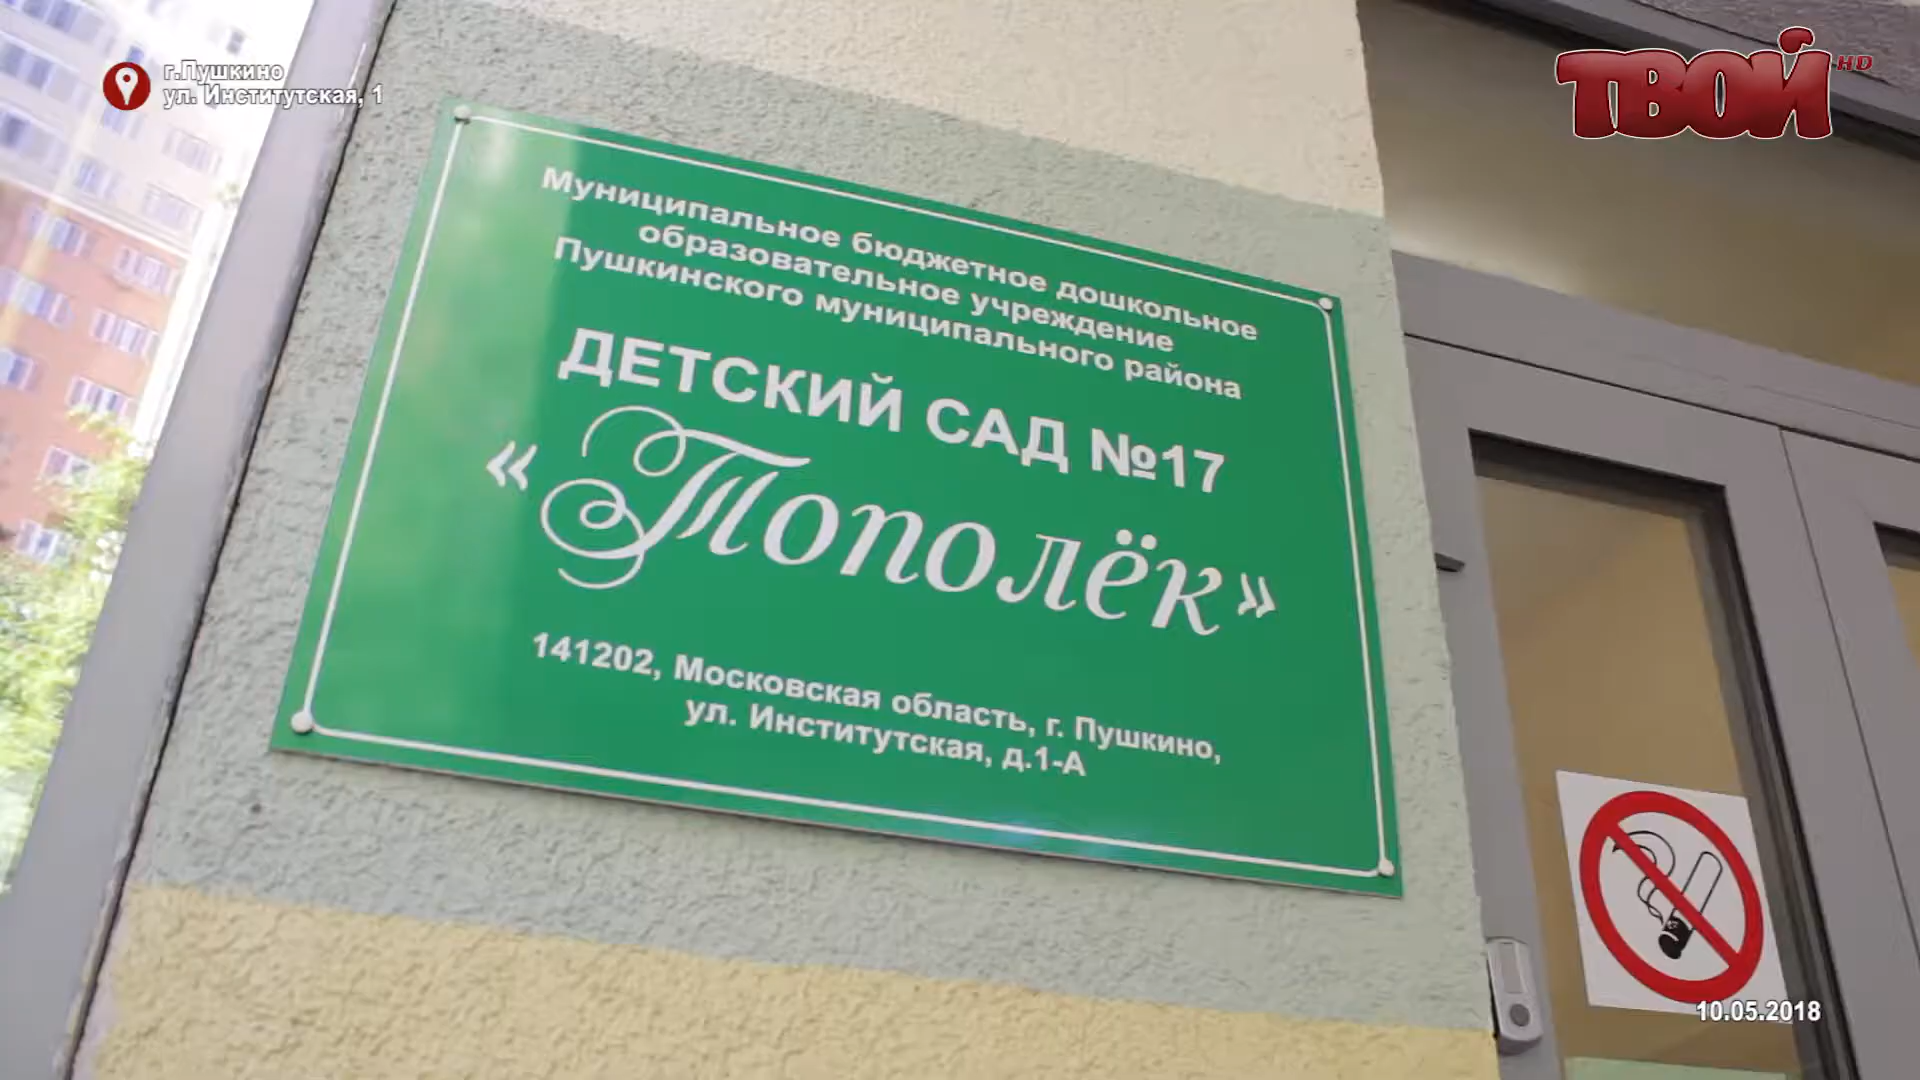 г.Пушкино
ул. Институтская, 1
ТВОЙ HD
Муниципальное бюджетное дошкольное
образовательное учреждение
Пушкинского муниципального района
ДЕТСКИЙ САД №17
«Тополёк»
141202, Московская область, г. Пушкино,
ул. Институтская, д.1-А
10.05.2018